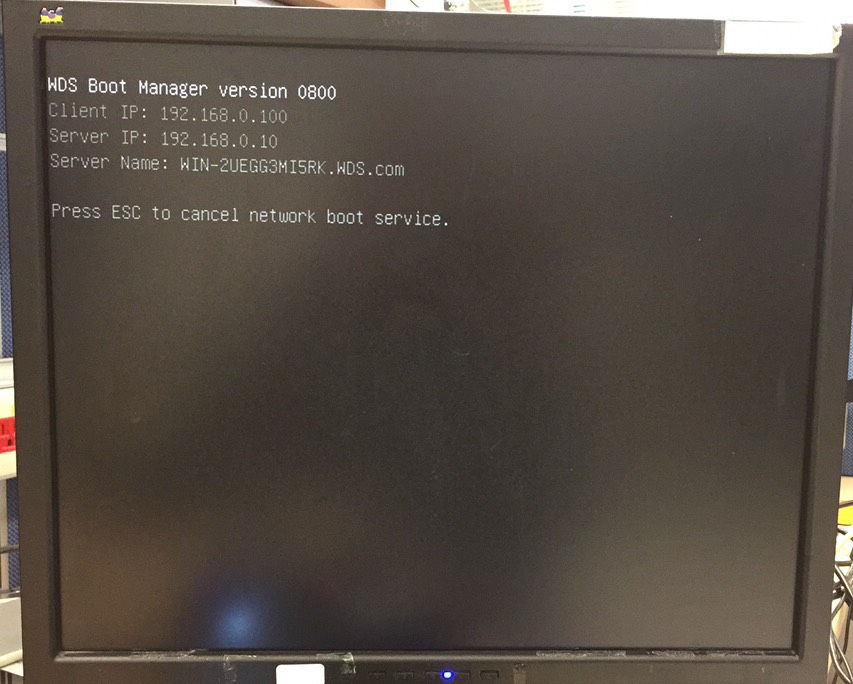 WDS Boot Manager version 0800
Client IP: 192.168.0.100
Server IP: 192.168.0.10
Server Name: WIN-2UEGG3MI5RK.WDS.com
Press ESC to cancel network boot service.